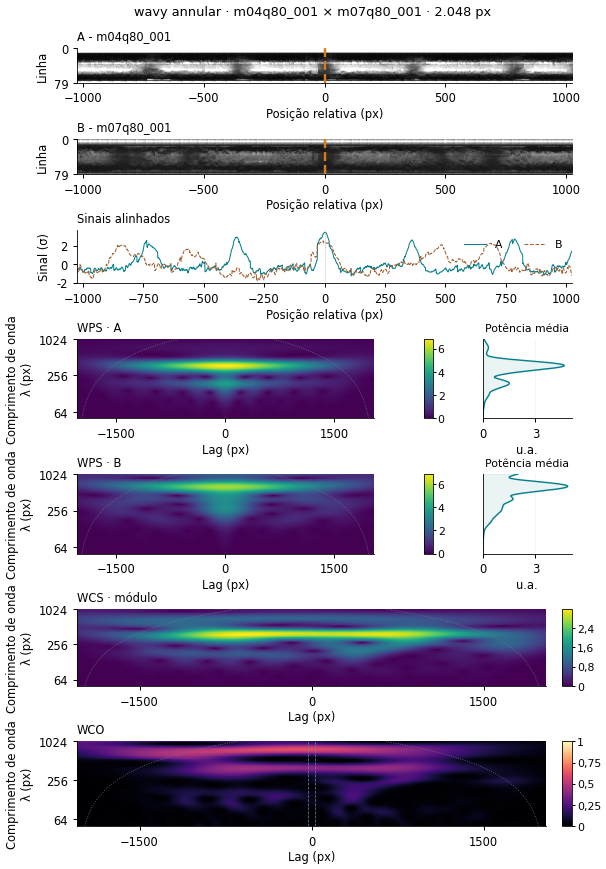 wavy annular · m04q80_001 × m07q80_001 · 2.048 px
A - m04q80_001
Linha
0
79
−1000
−500
0
500
1000
Posição relativa (px)
B - m07q80_001
Linha
0
79
−1000
−500
0
500
1000
Posição relativa (px)
Sinais alinhados
Sinal (σ)
2
0
−2
A
B
−1000
−750
−500
−250
0
250
500
750
1000
Posição relativa (px)
WPS · A
Comprimento de onda
λ (px)
1024
256
64
−1500
0
1500
Lag (px)
6
4
2
0
Potência média
0
3
u.a.
WPS · B
Comprimento de onda
λ (px)
1024
256
64
−1500
0
1500
Lag (px)
6
4
2
0
Potência média
0
3
u.a.
WCS · módulo
Comprimento de onda
λ (px)
1024
256
64
−1500
0
1500
Lag (px)
2,4
1,6
0,8
0
WCO
Comprimento de onda
λ (px)
1024
256
64
−1500
0
1500
Lag (px)
1
0,75
0,5
0,25
0